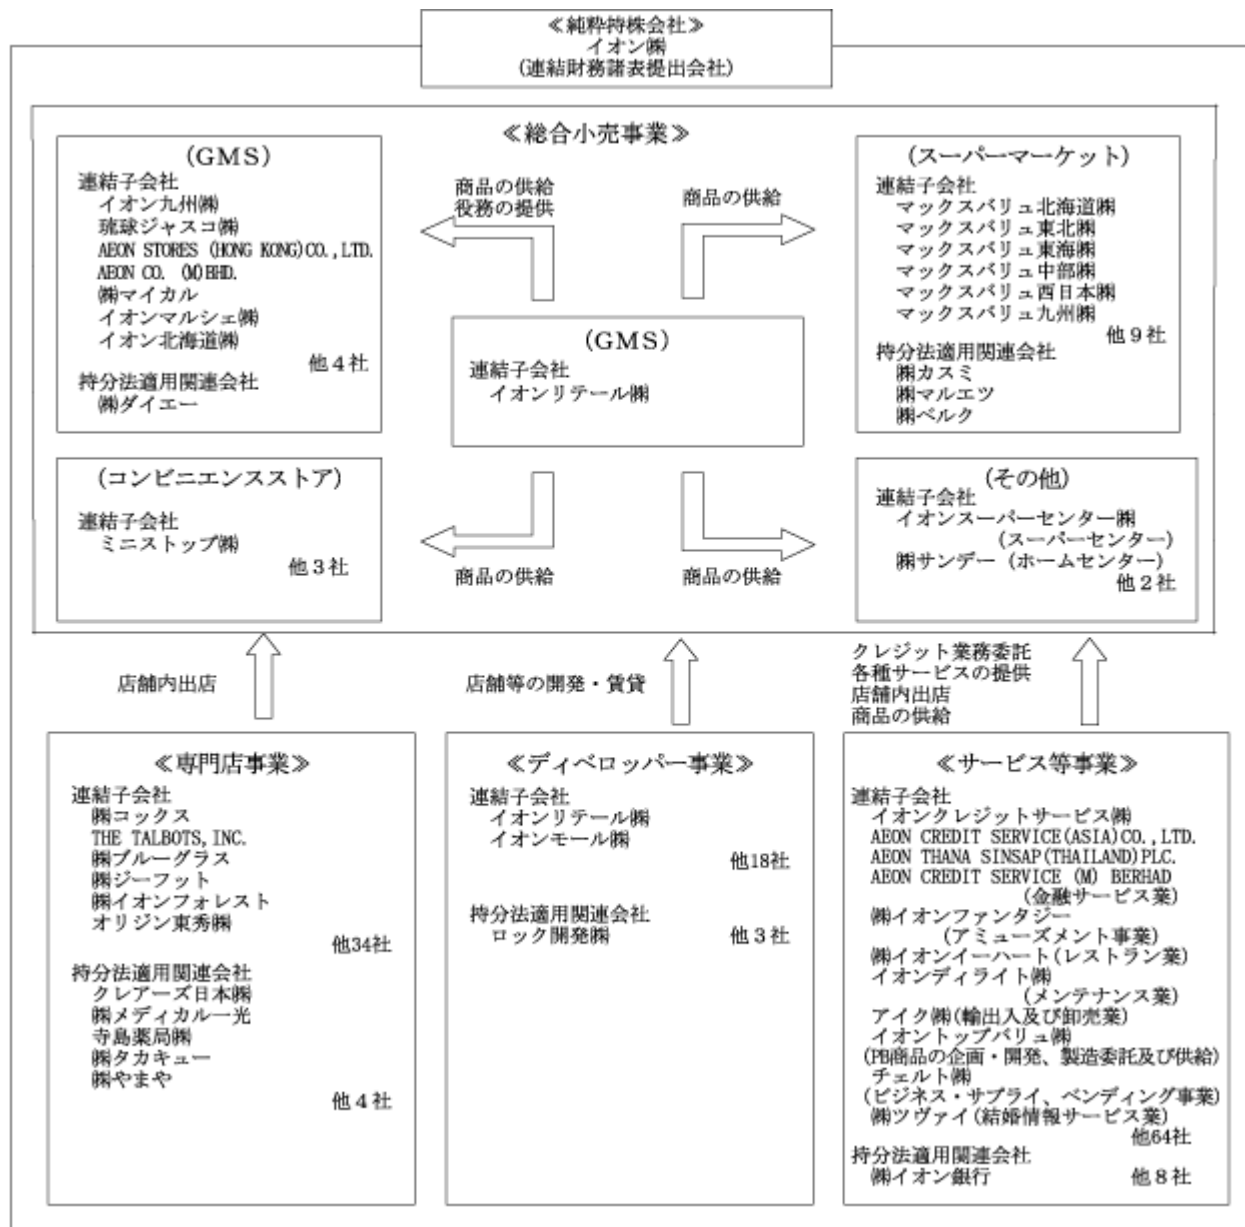 ≪純粋持株会社≫
イオン㈱
(連結財務諸表提出会社)
≪総合小売事業≫
(GMS)
連結子会社
イオン九州㈱
琉球ジャスコ㈱
AEON STORES (HONG KONG)CO.,LTD.
AEON CO. (M)BHD.
㈱マイカル
イオンマルシェ㈱
イオン北海道㈱
他４社
持分法適用関連会社
㈱ダイエー
商品の供給
役務の提供
商品の供給
(スーパーマーケット)
連結子会社
マックスバリュ北海道㈱
マックスバリュ東北㈱
マックスバリュ東海㈱
マックスバリュ中部㈱
マックスバリュ西日本㈱
マックスバリュ九州㈱
他９社
持分法適用関連会社
㈱カスミ
㈱マルエツ
㈱ベルク
(GMS)
連結子会社
イオンリテール㈱
(コンビニエンスストア)
連結子会社
ミニストップ㈱
他３社
商品の供給
商品の供給
(その他)
連結子会社
イオンスーパーセンター㈱
(スーパーセンター)
㈱サンデー (ホームセンター)
他２社
店舗内出店
店舗等の開発・賃貸
クレジット業務委託
各種サービスの提供
店舗内出店
商品の供給
≪専門店事業≫
連結子会社
㈱コックス
THE TALBOTS, INC.
㈱ブルーグラス
㈱ジーフット
㈱イオンフォレスト
オリジン東秀㈱
他34社
持分法適用関連会社
クレアーズ日本㈱
㈱メディカル一光
寺島薬局㈱
㈱タカキュー
㈱やまや
他４社
≪ディベロッパー事業≫
連結子会社
イオンリテール㈱
イオンモール㈱
他18社
持分法適用関連会社
ロック開発㈱ 他３社
≪サービス等事業≫
連結子会社
イオンクレジットサービス㈱
AEON CREDIT SERVICE(ASIA)CO.,LTD.
AEON THANA SINSAP(THAILAND)PLC.
AEON CREDIT SERVICE (M) BERHAD
(金融サービス業)
㈱イオンファンタジー
(アミューズメント事業)
㈱イオンイーハート(レストラン業)
イオンディライト㈱
(メンテナンス業)
アイク㈱(輸出入及び卸売業)
イオントップバリュ㈱
(PB商品の企画・開発、製造委託及び供給)
チェルト㈱
(ビジネス・サプライ、ベンディング事業)
㈱ツヴァイ(結婚情報サービス業)
他64社
持分法適用関連会社
㈱イオン銀行 他８社